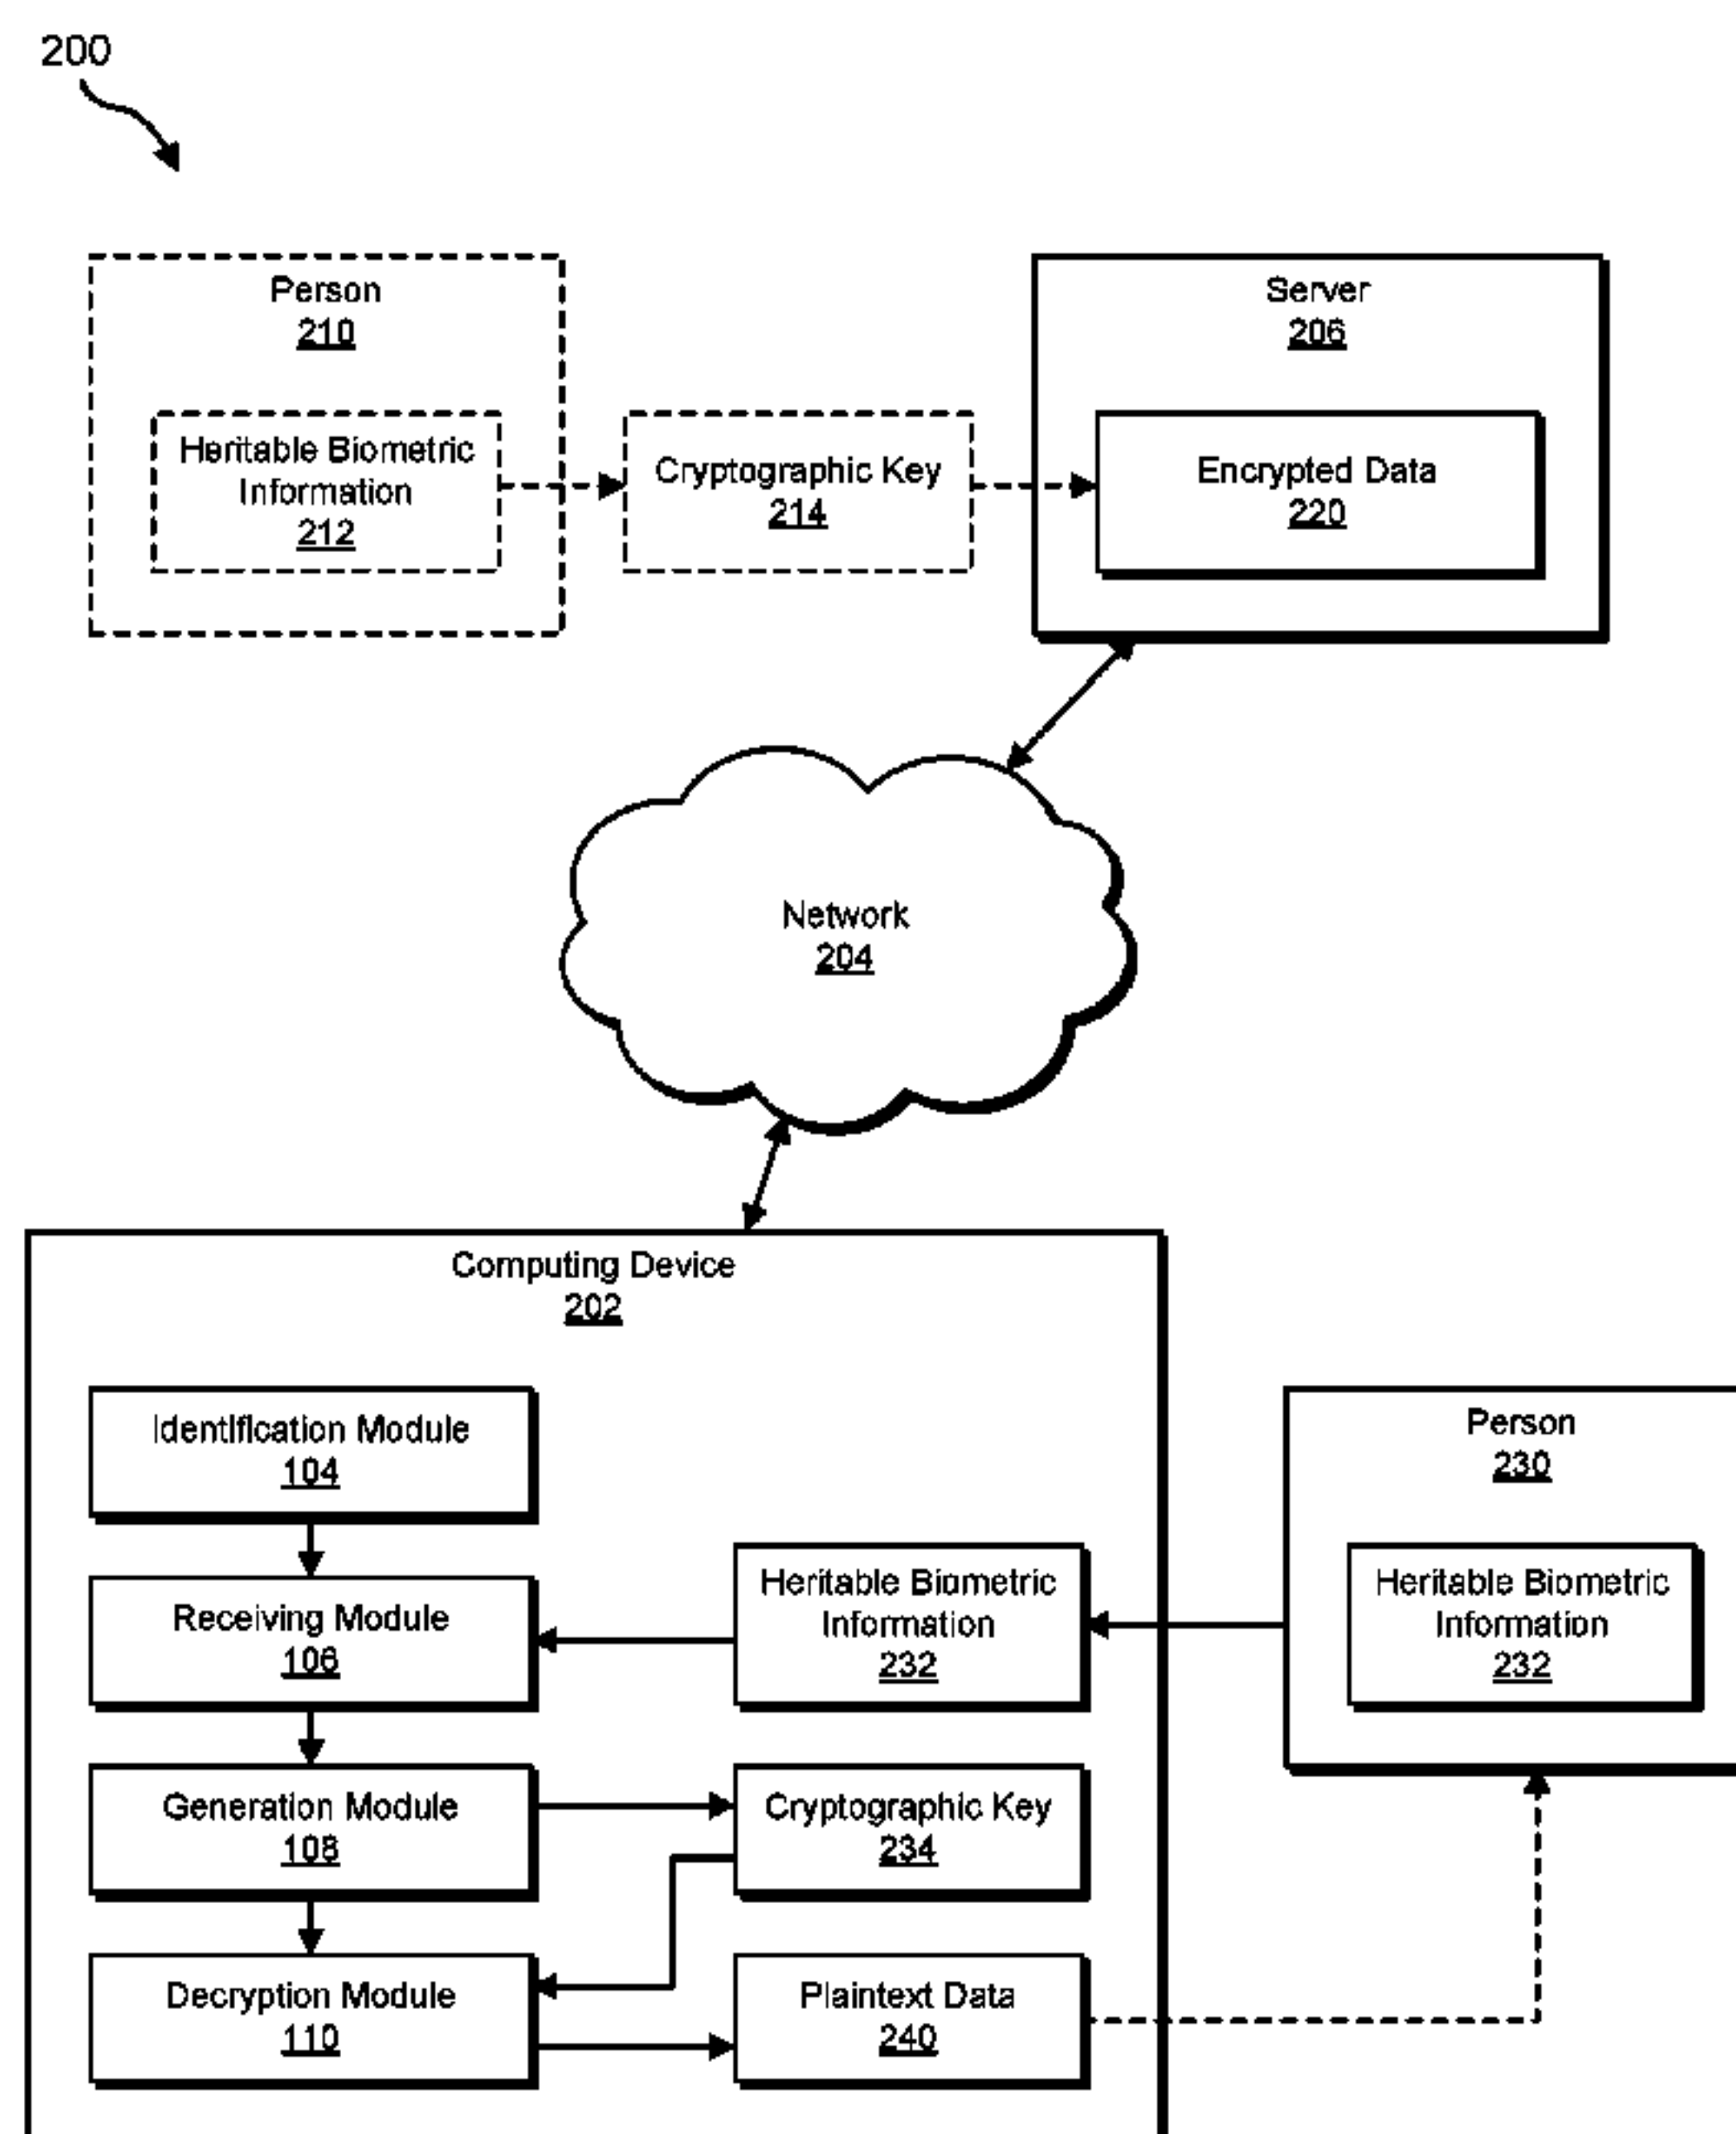 200
Person
210
Heritable Biometric
Information
212
Cryptographic Key
214
Server
206
Encrypted Data
220
Network
204
Computing Device
202
Identification Module
104
Receiving Module
106
Generation Module
108
Decryption Module
110
Heritable Biometric
Information
232
Cryptographic Key
234
Plaintext Data
240
Person
230
Heritable Biometric
Information
232